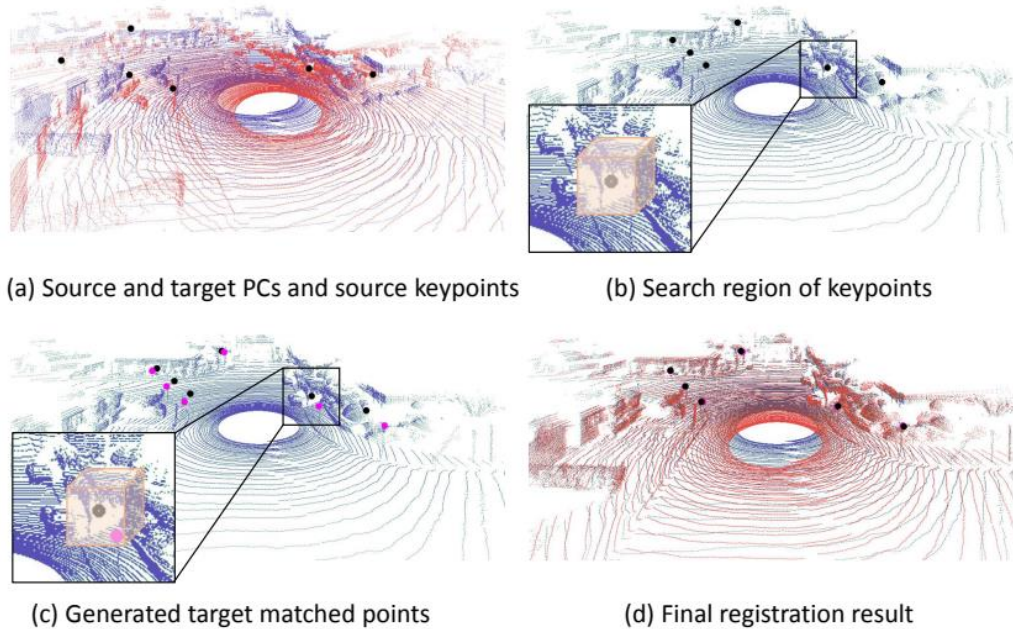 (a) Source and target PCs and source keypoints
(b) Search region of keypoints
(c) Generated target matched points
(d) Final registration result